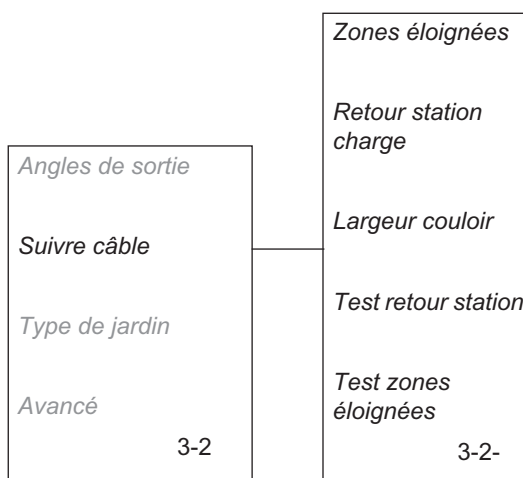 Angles de sortie
Suivre câble
Type de jardin
Avancé
3-2
Zones éloignées
Retour station
charge
Largeur couloir
Test retour station
Test zones
éloignées
3-2-